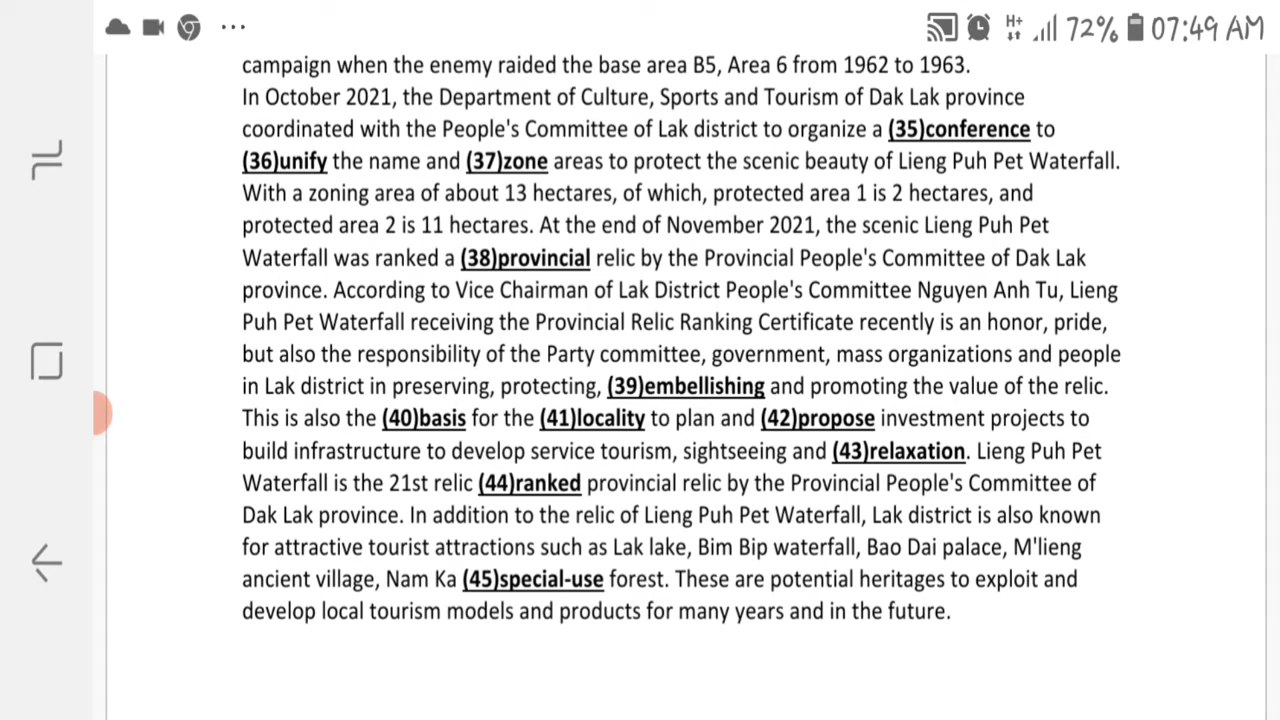 H+ 72% 07:49 AM
campaign when the enemy raided the base area B5, Area 6 from 1962 to 1963.
In October 2021, the Department of Culture, Sports and Tourism of Dak Lak province
coordinated with the People's Committee of Lak district to organize a (35)conference to
(36)unify the name and (37)zone areas to protect the scenic beauty of Lieng Puh Pet Waterfall.
With a zoning area of about 13 hectares, of which, protected area 1 is 2 hectares, and
protected area 2 is 11 hectares. At the end of November 2021, the scenic Lieng Puh Pet
Waterfall was ranked a (38)provincial relic by the Provincial People's Committee of Dak Lak
province. According to Vice Chairman of Lak District People's Committee Nguyen Anh Tu, Lieng
Puh Pet Waterfall receiving the Provincial Relic Ranking Certificate recently is an honor, pride,
but also the responsibility of the Party committee, government, mass organizations and people
in Lak district in preserving, protecting, (39)embellishing and promoting the value of the relic.
This is also the (40)basis for the (41)locality to plan and (42)propose investment projects to
build infrastructure to develop service tourism, sightseeing and (43)relaxation. Lieng Puh Pet
Waterfall is the 21st relic (44)ranked provincial relic by the Provincial People's Committee of
Dak Lak province. In addition to the relic of Lieng Puh Pet Waterfall, Lak district is also known
for attractive tourist attractions such as Lak lake, Bim Bip waterfall, Bao Dai palace, M'lieng
ancient village, Nam Ka (45)special-use forest. These are potential heritages to exploit and
develop local tourism models and products for many years and in the future.